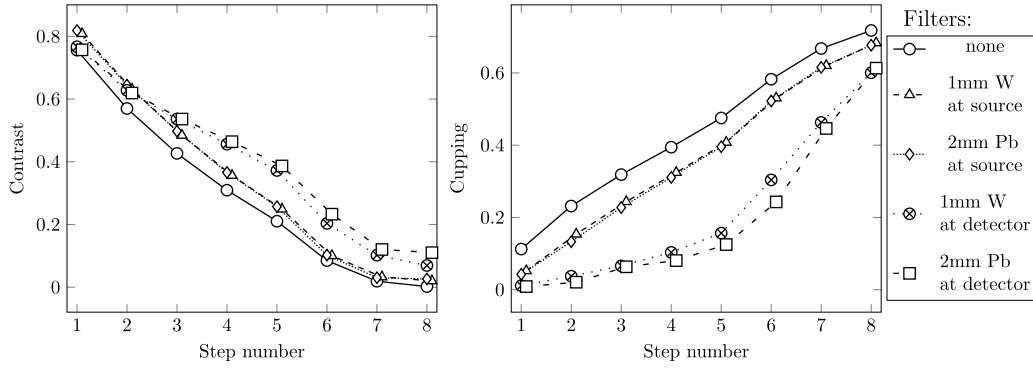 0.8
0.6
0.4
0.2
0
Contrast
1 2 3 4 5 6 7 8
Step number
0.6
0.4
0.2
0
Cupping
1 2 3 4 5 6 7 8
Step number
Filters:
none
1mm W
at source
2mm Pb
at source
1mm W
at detector
2mm Pb
at detector